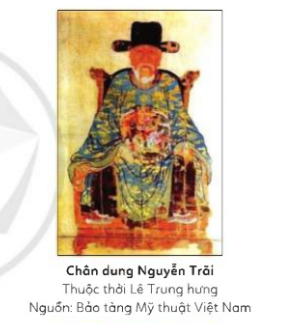 Chân dung Nguyễn Trãi
Thuộc thời Lê Trung hưng
Nguồn: Bảo tàng Mỹ thuật Việt Nam